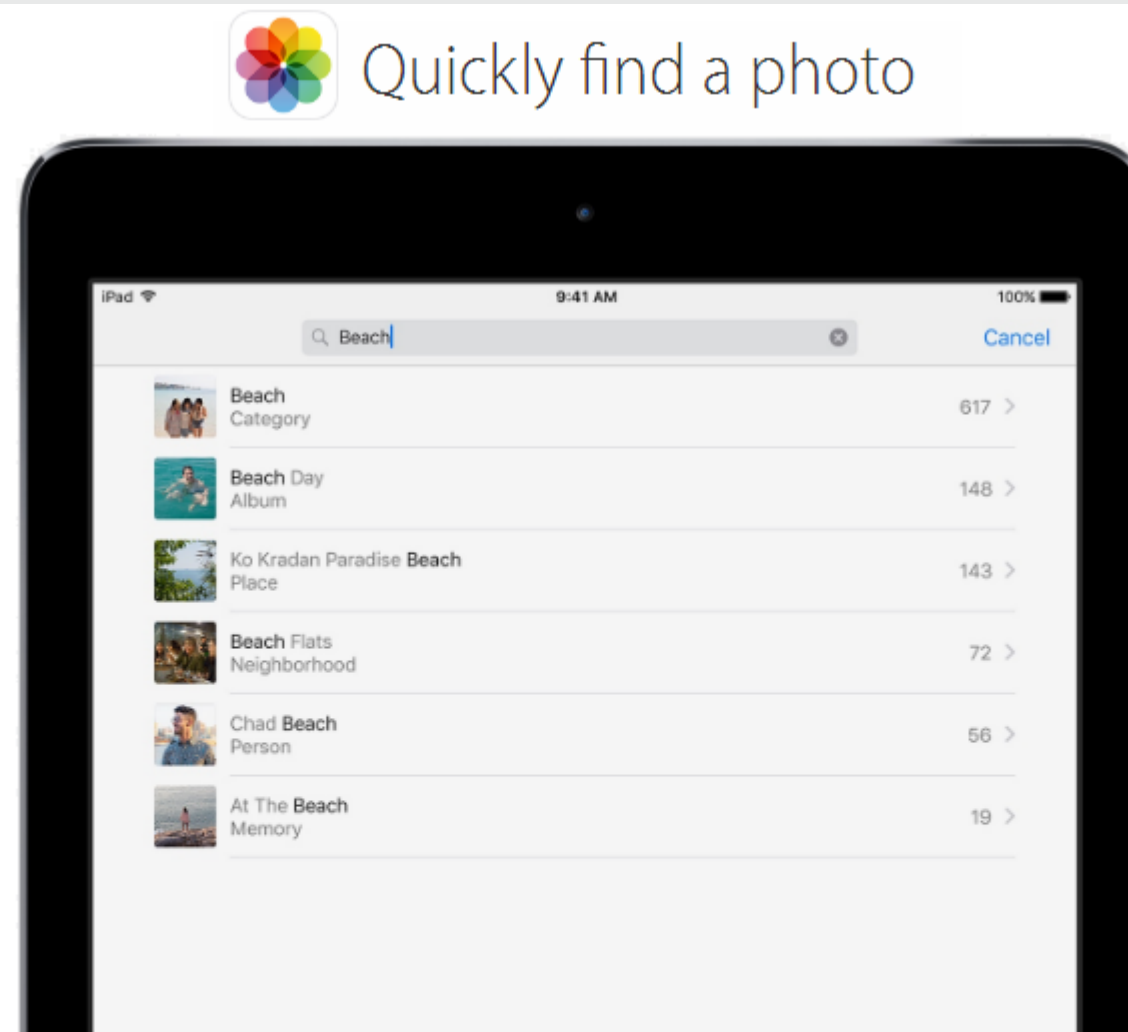 Quickly find a photo
iPad 9:41 AM 100%
Beach Cancel
Beach
Category
617
Beach Day
Album
148
Ko Kradan Paradise Beach
Place
143
Beach Flats
Neighborhood
72
Chad Beach
Person
56
At The Beach
Memory
19